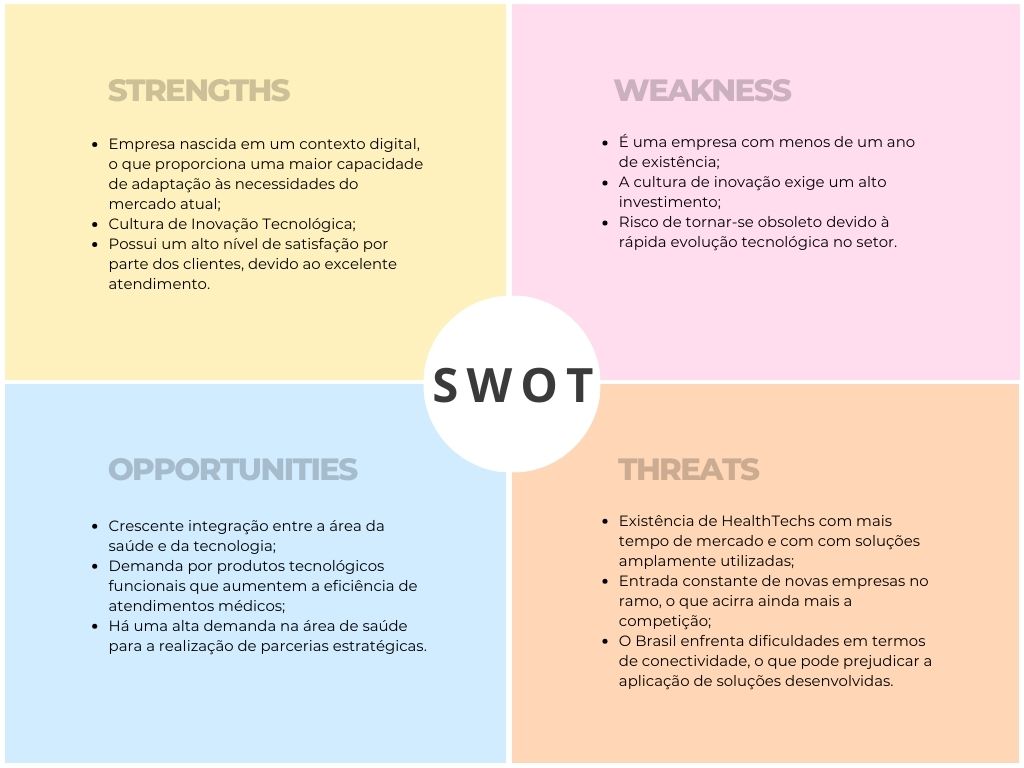 STRENGTHS
• Empresa nascida em um contexto digital,
o que proporciona uma maior capacidade
de adaptação às necessidades do
mercado atual;
• Cultura de Inovação Tecnológica;
• Possui um alto nível de satisfação por
parte dos clientes, devido ao excelente
atendimento.
WEAKNESS
• É uma empresa com menos de um ano
de existência;
• A cultura de inovação exige um alto
investimento;
• Risco de tornar-se obsoleto devido à
rápida evolução tecnológica no setor.
SWOT
OPPORTUNITIES
• Crescente integração entre a área da
saúde e da tecnologia;
• Demanda por produtos tecnológicos
funcionais que aumentem a eficiência de
atendimentos médicos;
• Há uma alta demanda na área de saúde
para a realização de parcerias estratégicas.
THREATS
• Existência de HealthTechs com mais
tempo de mercado e com com soluções
amplamente utilizadas;
• Entrada constante de novas empresas no
ramo, o que acirra ainda mais a
competição;
• O Brasil enfrenta dificuldades em termos
de conectividade, o que pode prejudicar a
aplicação de soluções desenvolvidas.